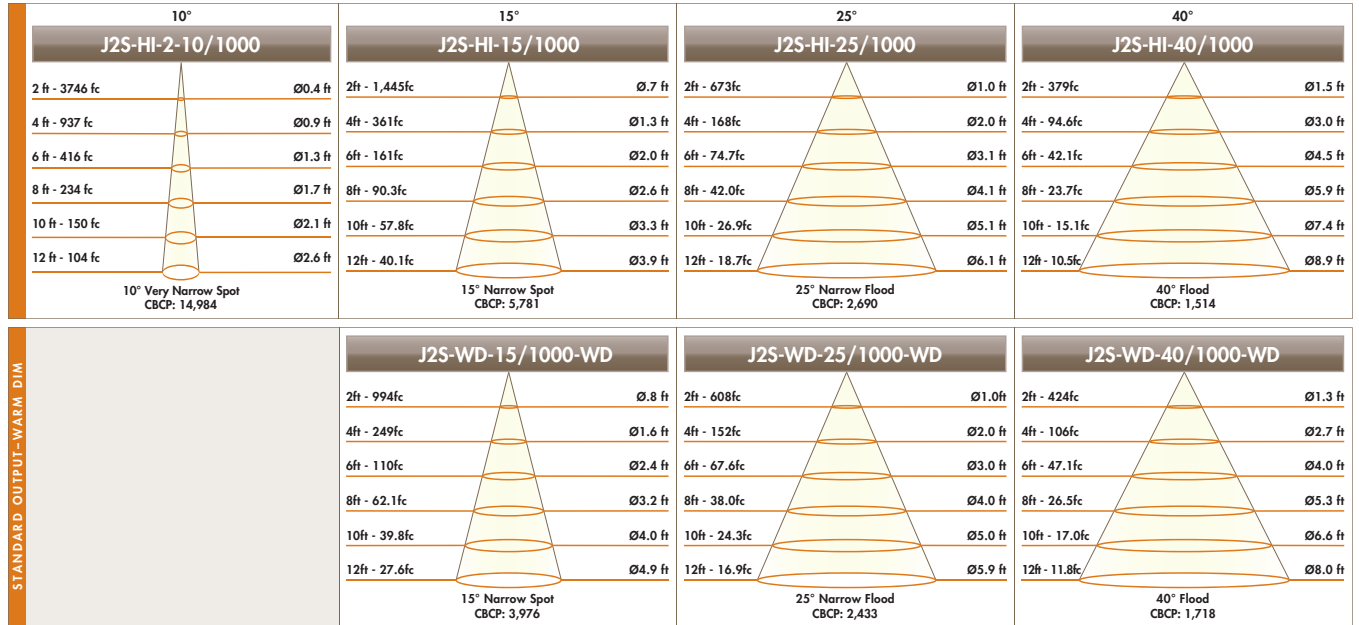 10°
J2S-HI-2-10/1000
2 ft - 3746 fc Ø0.4 ft
4 ft - 937 fc Ø0.9 ft
6 ft - 416 fc Ø1.3 ft
8 ft - 234 fc Ø1.7 ft
10 ft - 150 fc Ø2.1 ft
12 ft - 104 fc Ø2.6 ft
10° Very Narrow Spot
CBCP: 14,984
15°
J2S-HI-15/1000
2ft - 1,445fc Ø.7 ft
4ft - 361fc Ø1.3 ft
6ft - 161fc Ø2.0 ft
8ft - 90.3fc Ø2.6 ft
10ft - 57.8fc Ø3.3 ft
12ft - 40.1fc Ø3.9 ft
15° Narrow Spot
CBCP: 5,781
25°
J2S-HI-25/1000
2ft - 673fc Ø1.0 ft
4ft - 168fc Ø2.0 ft
6ft - 74.7fc Ø3.1 ft
8ft - 42.0fc Ø4.1 ft
10ft - 26.9fc Ø5.1 ft
12ft - 18.7fc Ø6.1 ft
25° Narrow Flood
CBCP: 2,690
40°
J2S-HI-40/1000
2ft - 379fc Ø1.5 ft
4ft - 94.6fc Ø3.0 ft
6ft - 42.1fc Ø4.5 ft
8ft - 23.7fc Ø5.9 ft
10ft - 15.1fc Ø7.4 ft
12ft - 10.5fc Ø8.9 ft
40° Flood
CBCP: 1,514
STANDARD OUTPUT–WARM DIM
J2S-WD-15/1000-WD
2ft - 994fc Ø.8 ft
4ft - 249fc Ø1.6 ft
6ft - 110fc Ø2.4 ft
8ft - 62.1fc Ø3.2 ft
10ft - 39.8fc Ø4.0 ft
12ft - 27.6fc Ø4.9 ft
15° Narrow Spot
CBCP: 3,976
J2S-WD-25/1000-WD
2ft - 608fc Ø1.0ft
4ft - 152fc Ø2.0 ft
6ft - 67.6fc Ø3.0 ft
8ft - 38.0fc Ø4.0 ft
10ft - 24.3fc Ø5.0 ft
12ft - 16.9fc Ø5.9 ft
25° Narrow Flood
CBCP: 2,433
J2S-WD-40/1000-WD
2ft - 424fc Ø1.3 ft
4ft - 106fc Ø2.7 ft
6ft - 47.1fc Ø4.0 ft
8ft - 26.5fc Ø5.3 ft
10ft - 17.0fc Ø6.6 ft
12ft - 11.8fc Ø8.0 ft
40° Flood
CBCP: 1,718